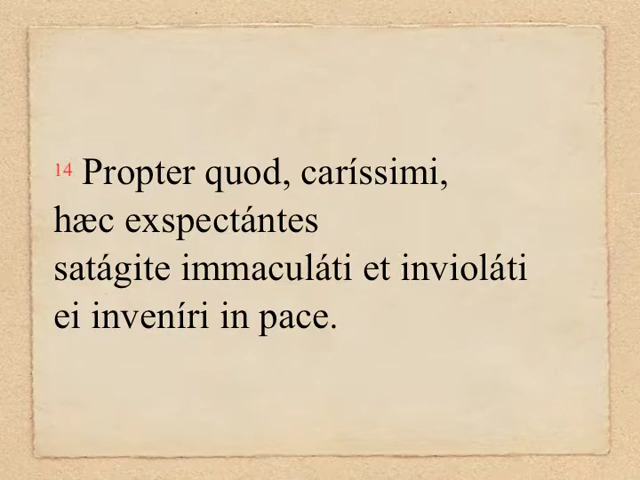 14 Propter quod, caríssimi,
hæc exspectántes
satágite immaculáti et invioláti
ei inveníri in pace.